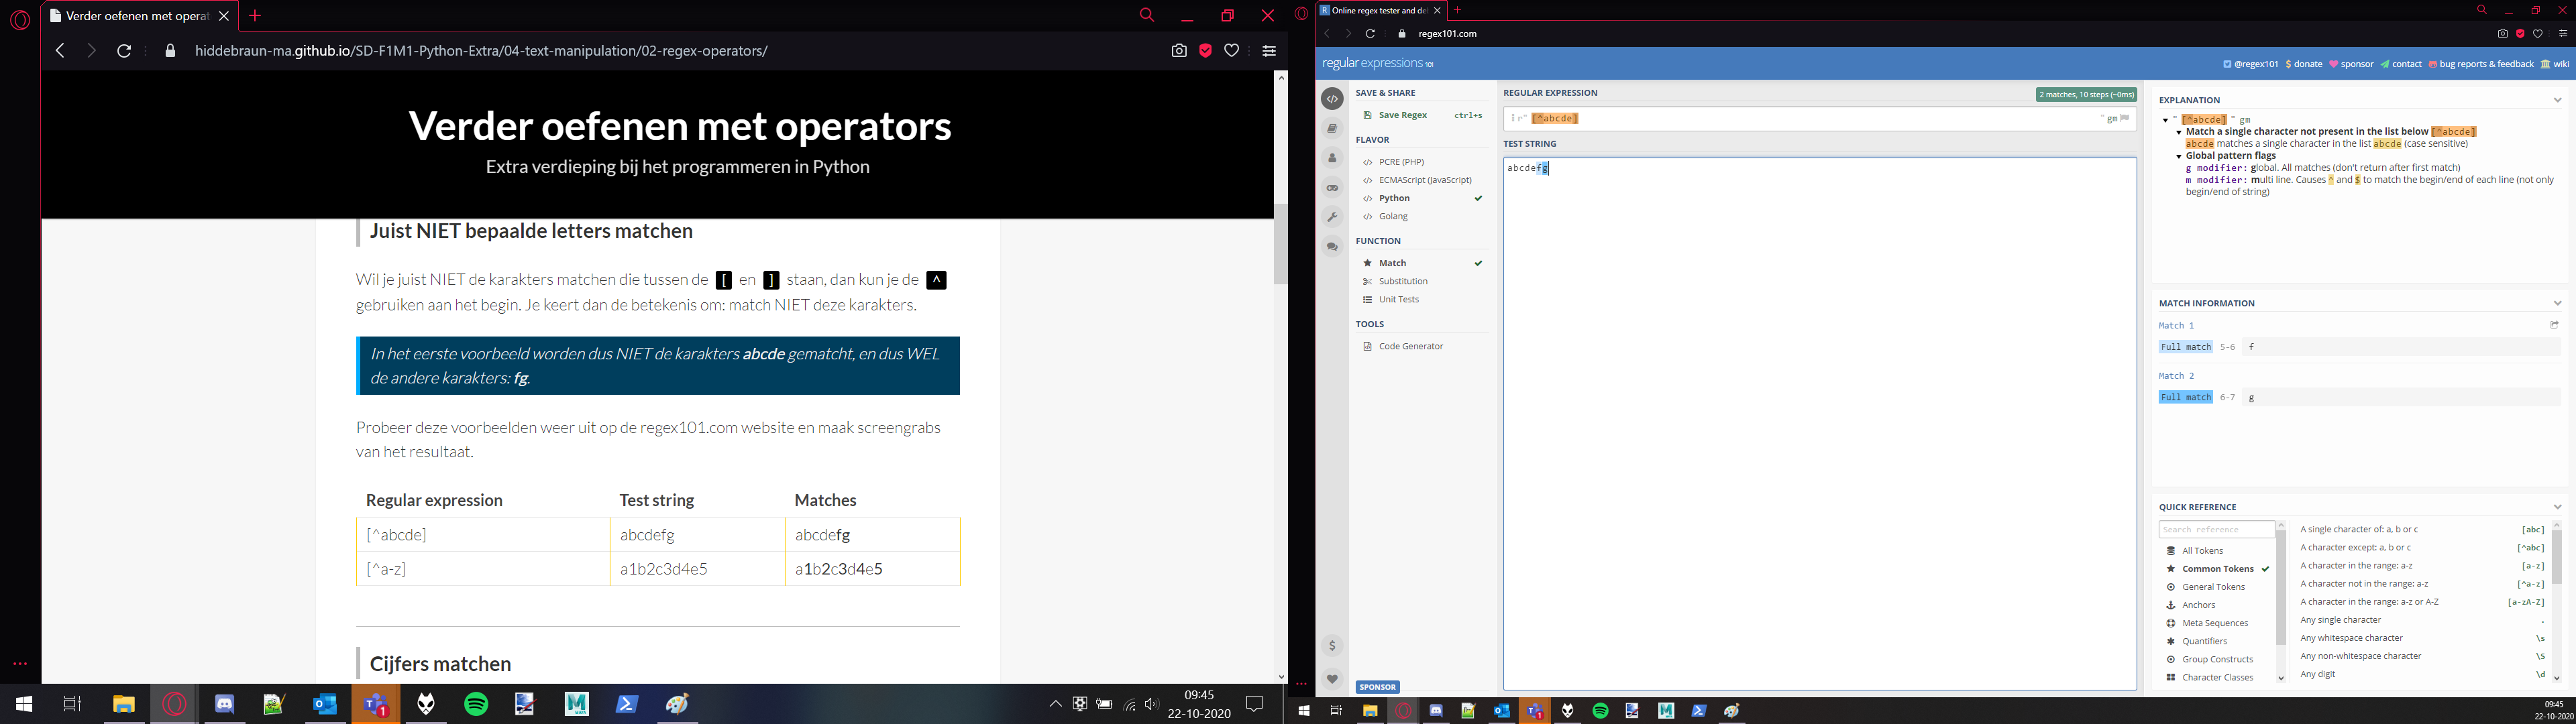 Verder oefenen met operat
hiddebraun-ma.github.io/SD-F1M1-Python-Extra/04-text-manipulation/02-regex-operators/
Verder oefenen met operators
Extra verdieping bij het programmeren in Python
Juist NIET bepaalde letters matchen
Wil je juist NIET de karakters matchen die tussen de [ en ] staan, dan kun je de ^
gebruiken aan het begin. Je keert dan de betekenis om: match NIET deze karakters.
In het eerste voorbeeld worden dus NIET de karakters abcde gematcht, en dus WEL
de andere karakters: fg.
Probeer deze voorbeelden weer uit op de regex101.com website en maak screengrabs
van het resultaat.
Regular expression Test string Matches
[^abcde] abcdefg abcdefg
[^a-z] a1b2c3d4e5 a1b2c3d4e5
Cijfers matchen
09:45
22-10-2020
Online regex tester and de
regex101.com
regular expressions 101
@regex101 $ donate sponsor contact bug reports & feedback wiki
SAVE & SHARE
Save Regex ctrl+s
FLAVOR
</> PCRE (PHP)
</> ECMAScript (JavaScript)
</> Python
</> Golang
FUNCTION
Match
Substitution
Unit Tests
TOOLS
Code Generator
SPONSOR
REGULAR EXPRESSION 2 matches, 10 steps (~0ms)
r" [^abcde] " gm
TEST STRING
abcdefg
EXPLANATION
" [^abcde] " gm
Match a single character not present in the list below [^abcde]
abcde matches a single character in the list abcde (case sensitive)
Global pattern flags
g modifier: global. All matches (don't return after first match)
m modifier: multi line. Causes ^ and $ to match the begin/end of each line (not only
begin/end of string)
MATCH INFORMATION
Match 1
Full match 5-6 f
Match 2
Full match 6-7 g
QUICK REFERENCE
Search reference
All Tokens
Common Tokens
General Tokens
Anchors
Meta Sequences
Quantifiers
Group Constructs
Character Classes
A single character of: a, b or c [abc]
A character except: a, b or c [^abc]
A character in the range: a-z [a-z]
A character not in the range: a-z [^a-z]
A character in the range: a-z or A-Z [a-zA-Z]
Any single character .
Any whitespace character \s
Any non-whitespace character \S
Any digit \d
09:45
22-10-2020